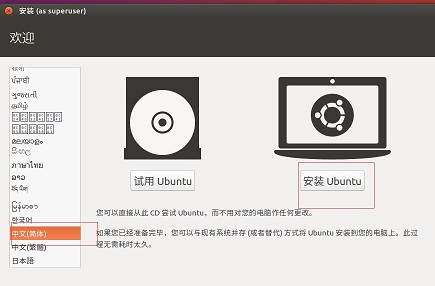 安装 (as superuser)
欢迎
ਪੰਜਾਬੀ
ગુજરાતી
தமிழ்
മലയാളം
සිංහල
ภาษาไทย
ລາວ
မြန်မာစာ
한국어
中文(简体)
中文(繁體)
日本語
试用 Ubuntu
安装 Ubuntu
您可以直接从此 CD 尝试 Ubuntu，而不用对您的电脑作任何更改。
如果您已经准备完毕，您可以与现有系统并存 (或者替代) 方式将 Ubuntu 安装到您的电脑上。此过
程无需耗时太久。